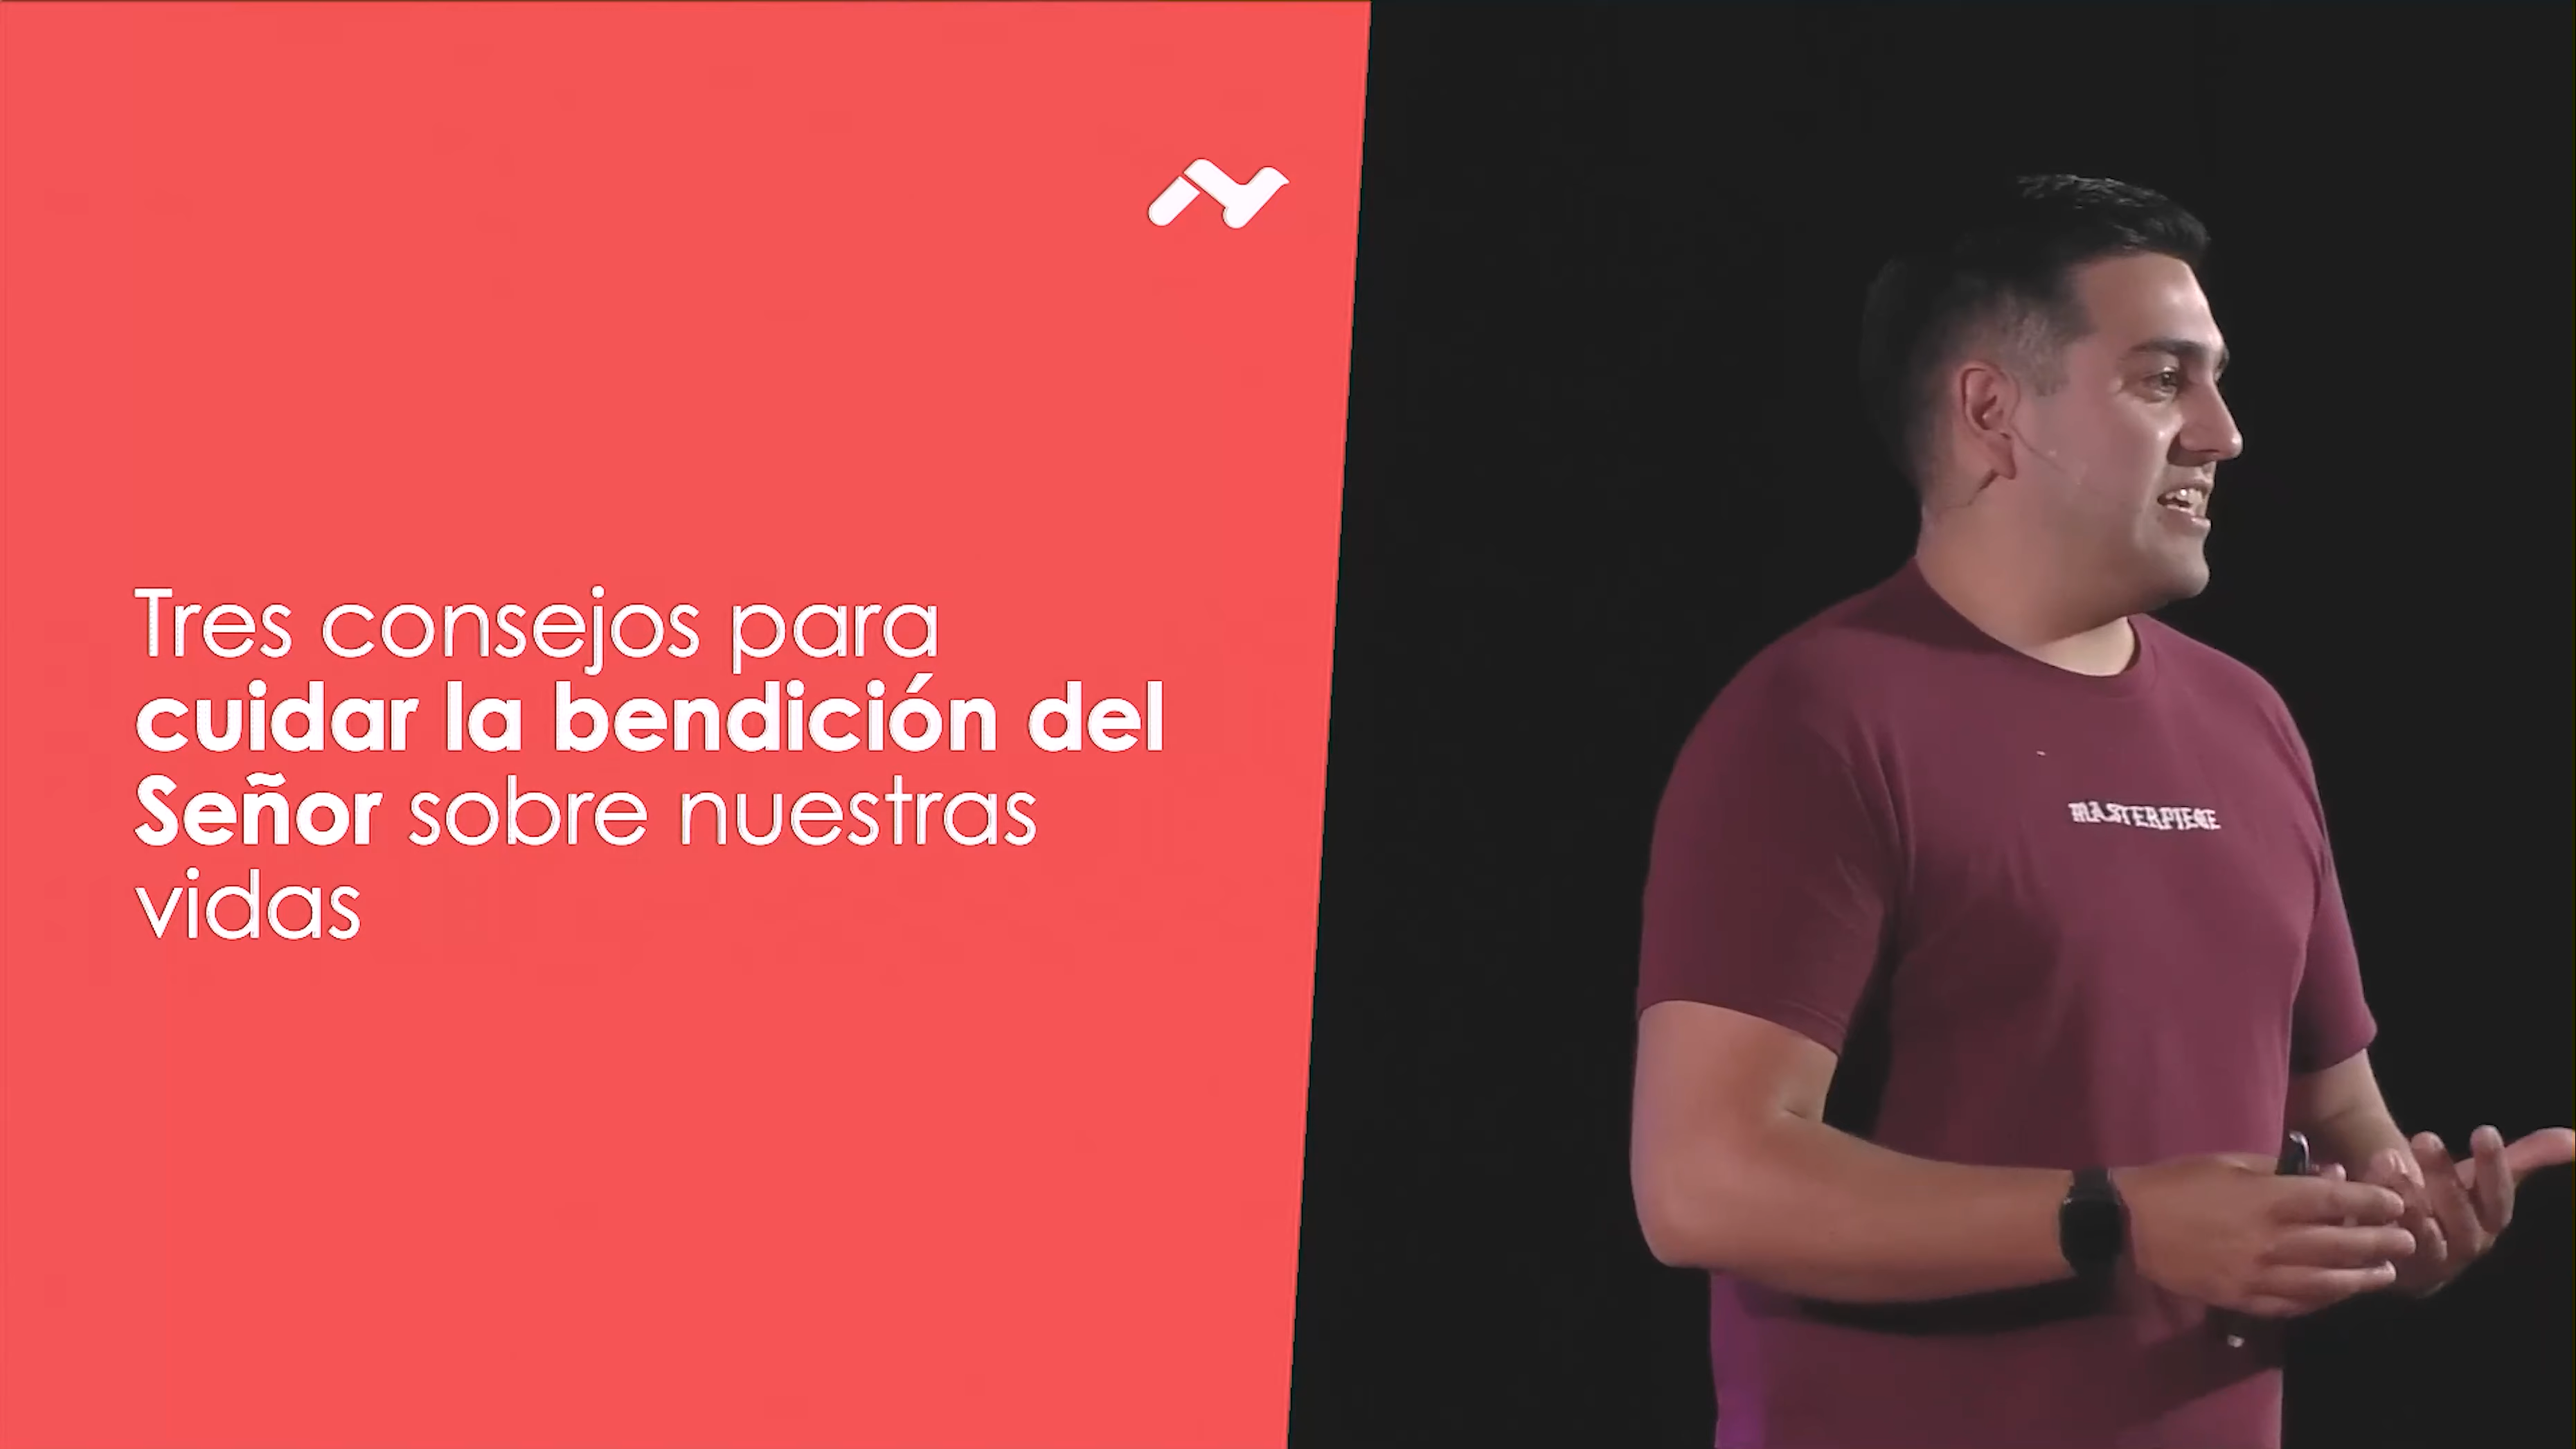 Tres consejos para
cuidar la bendición del
Señor sobre nuestras
vidas
MASTERPIECE